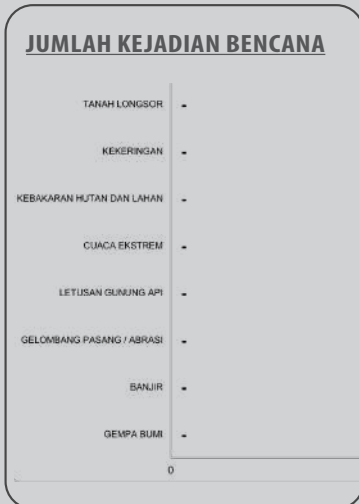 JUMLAH KEJADIAN BENCANA
TANAH LONGSOR -
KEKERINGAN -
KEBAKARAN HUTAN DAN LAHAN -
CUACA EKSTREM -
LETUSAN GUNUNG API -
GELOMBANG PASANG / ABRASI -
BANJIR -
GEMPA BUMI -
0